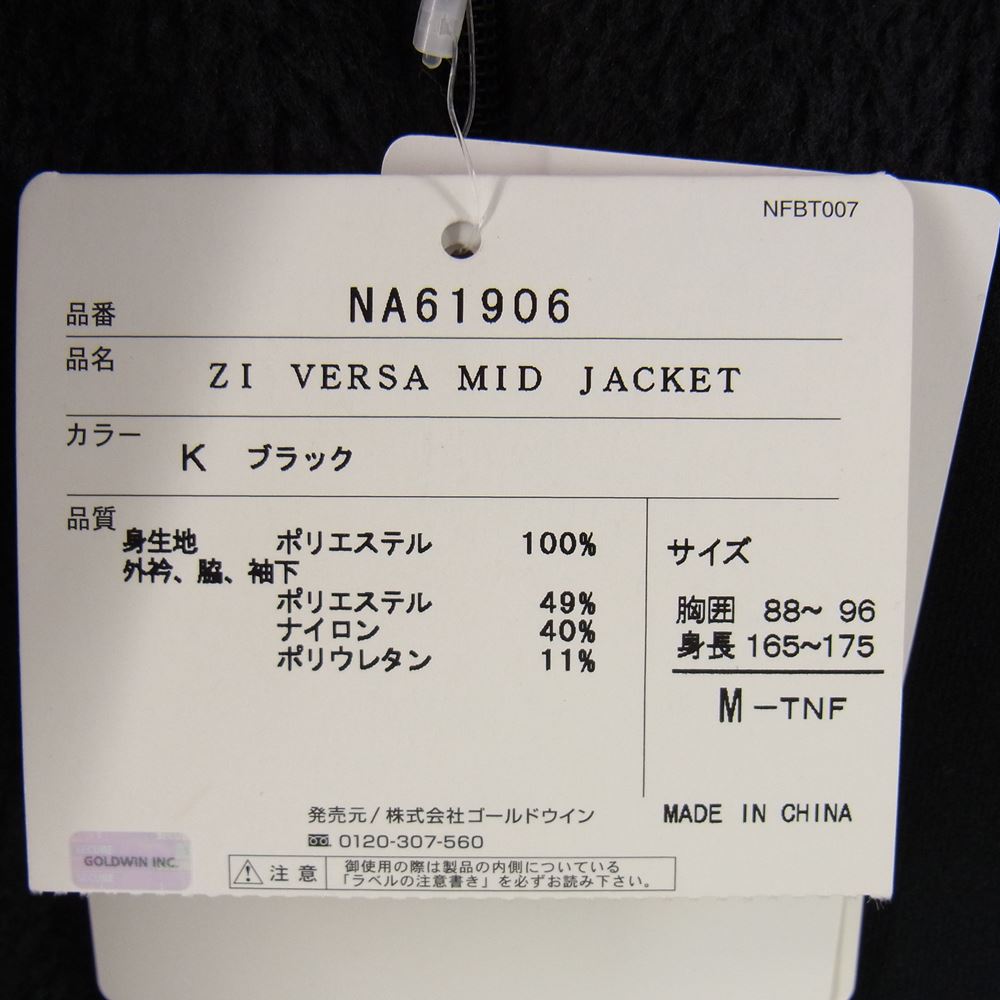 NFBT007
品番 NA61906
品名 ZI VERSA MID JACKET
カラー K ブラック
品質
身生地 ポリエステル 100%
外衿、脇、袖下
ポリエステル 49%
ナイロン 40%
ポリウレタン 11%
サイズ
胸囲 88~ 96
身長 165~175
M-TNF
発売元/株式会社ゴールドウイン
0120-307-560
MADE IN CHINA
GOLDWIN INC.
注意
御使用の際は製品の内側についている
「ラベルの注意書き」を必ずお読み下さい。